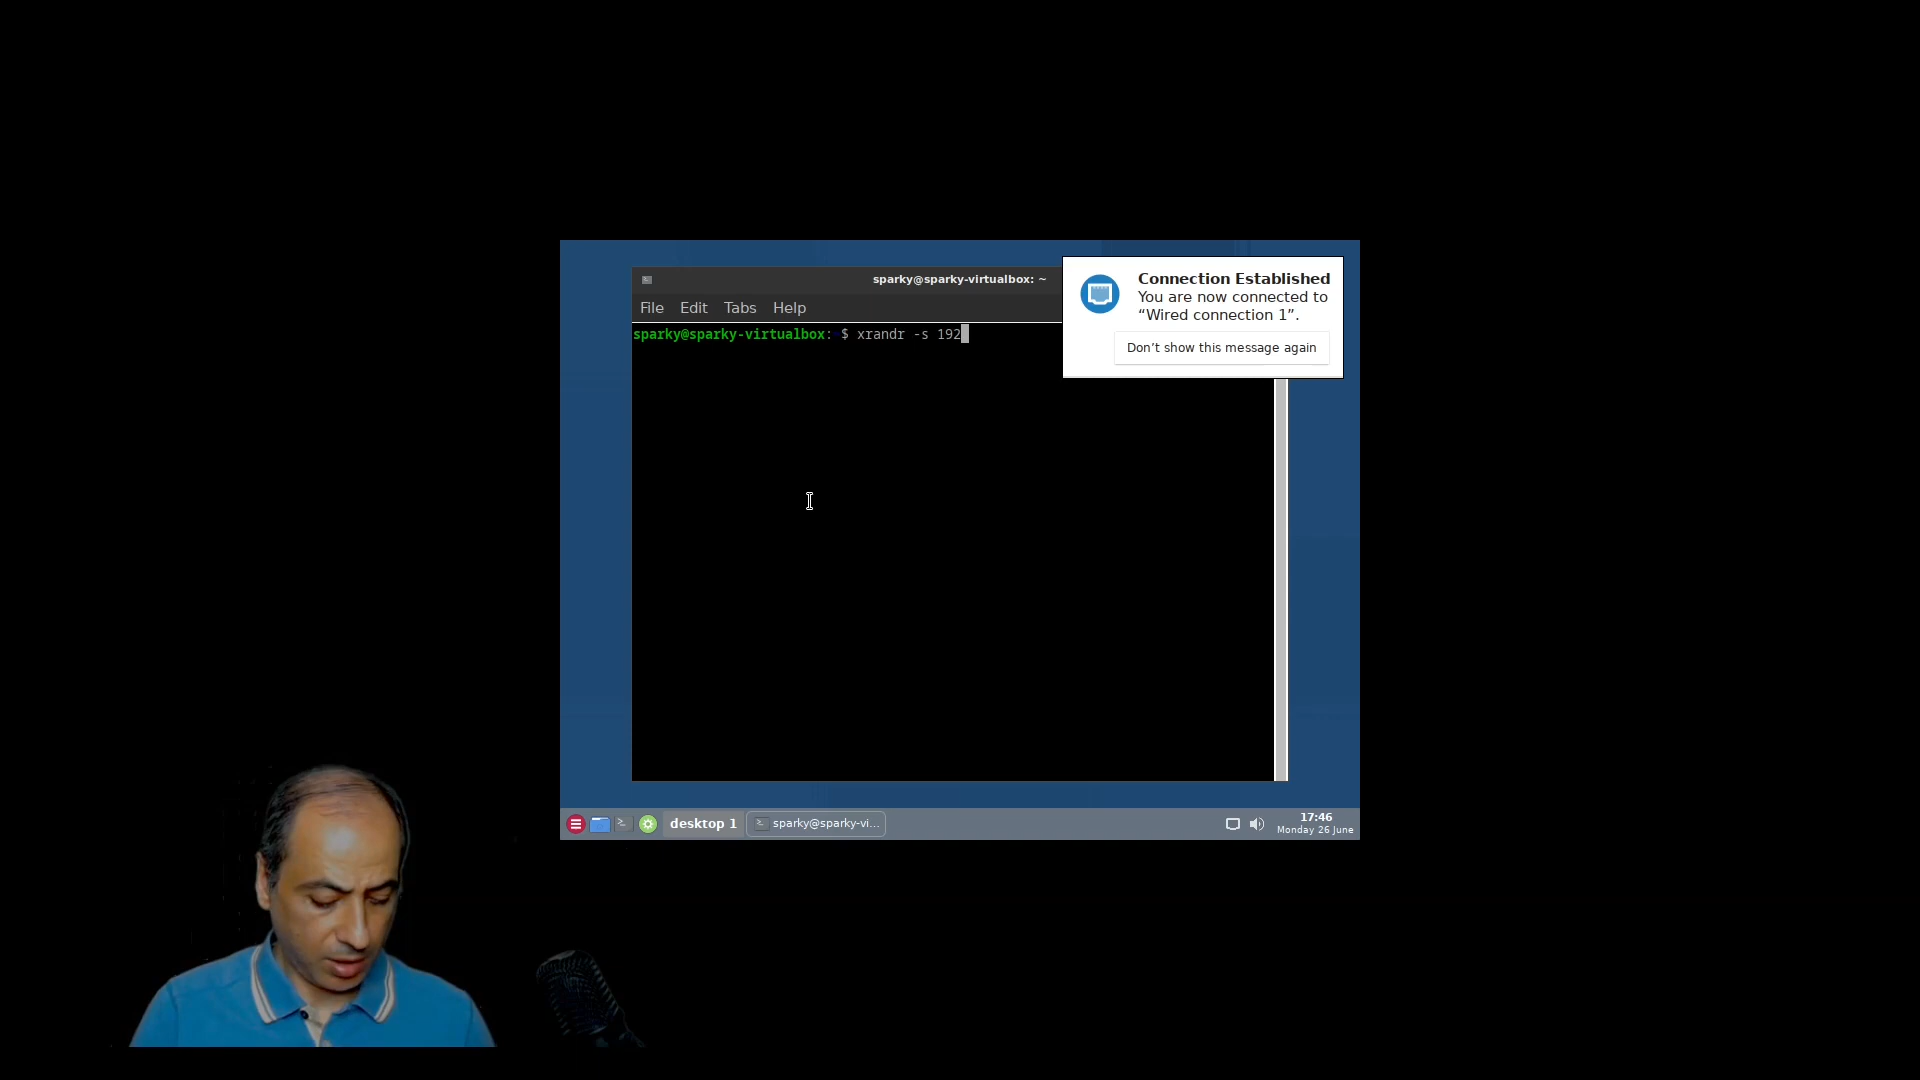 sparky@sparky-virtualbox: ~
File Edit Tabs Help
sparky@sparky-virtualbox: $ xrandr -s 192
Connection Established
You are now connected to
“Wired connection 1”.
Don’t show this message again
desktop 1
sparky@sparky-vi...
17:46
Monday 26 June